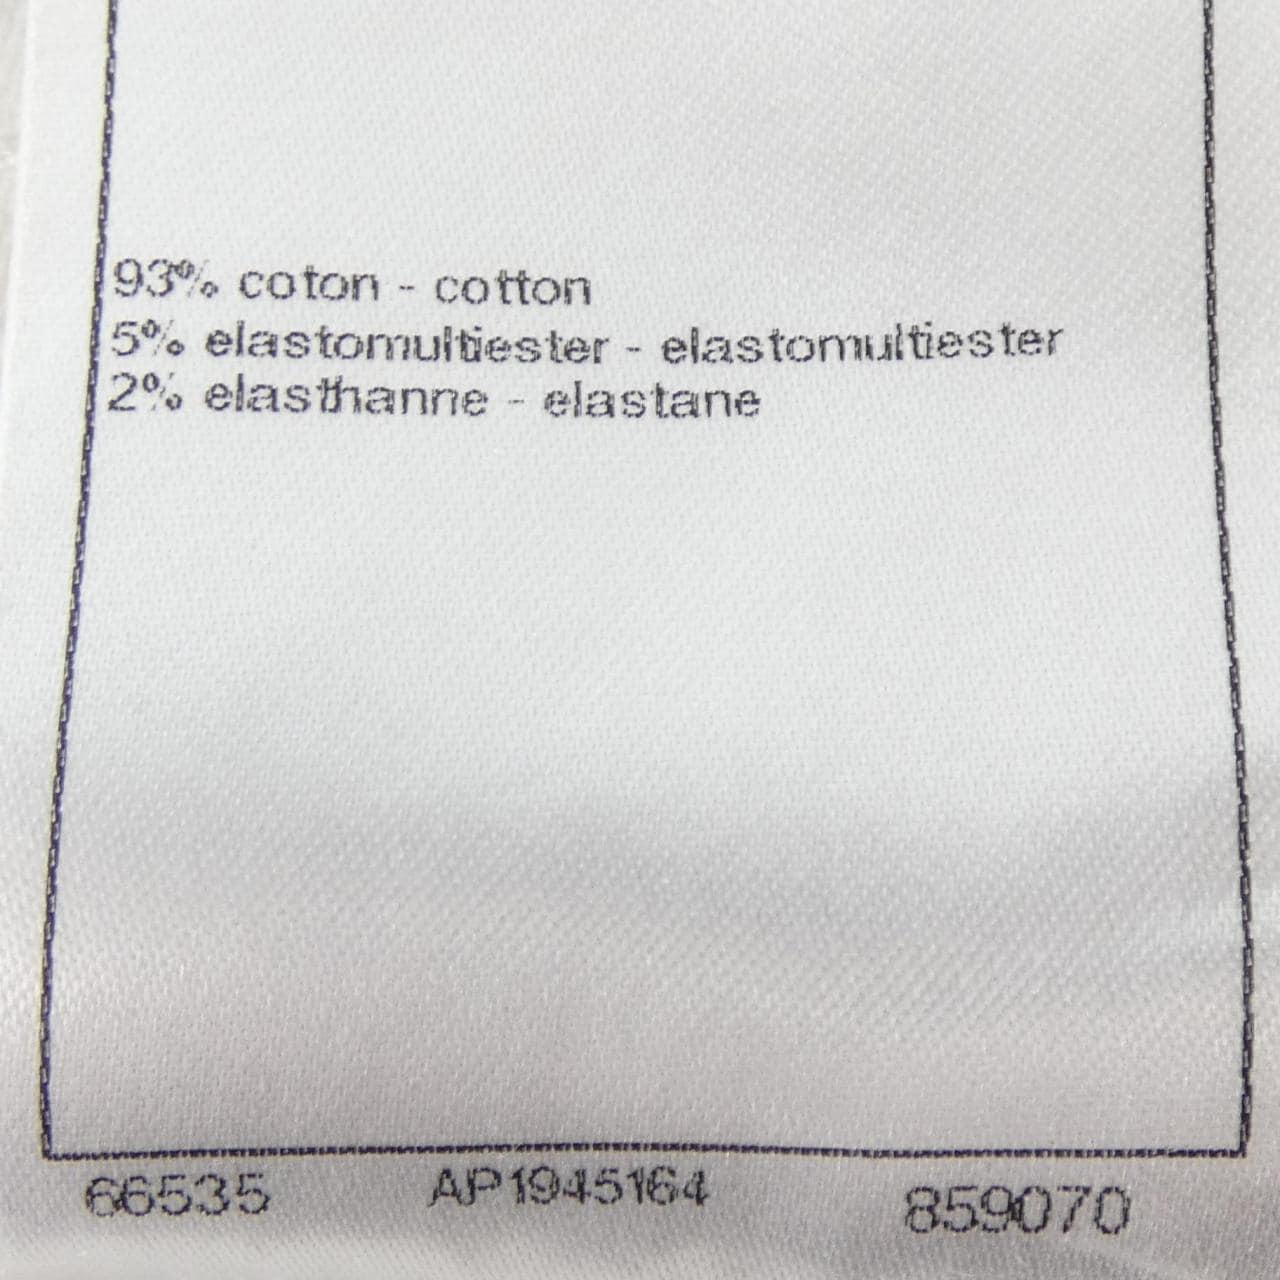 93% coton - cotton
5% elastomultiester - elastomultiester
2% elasthanne - elastane
66535 AP1945164 859070